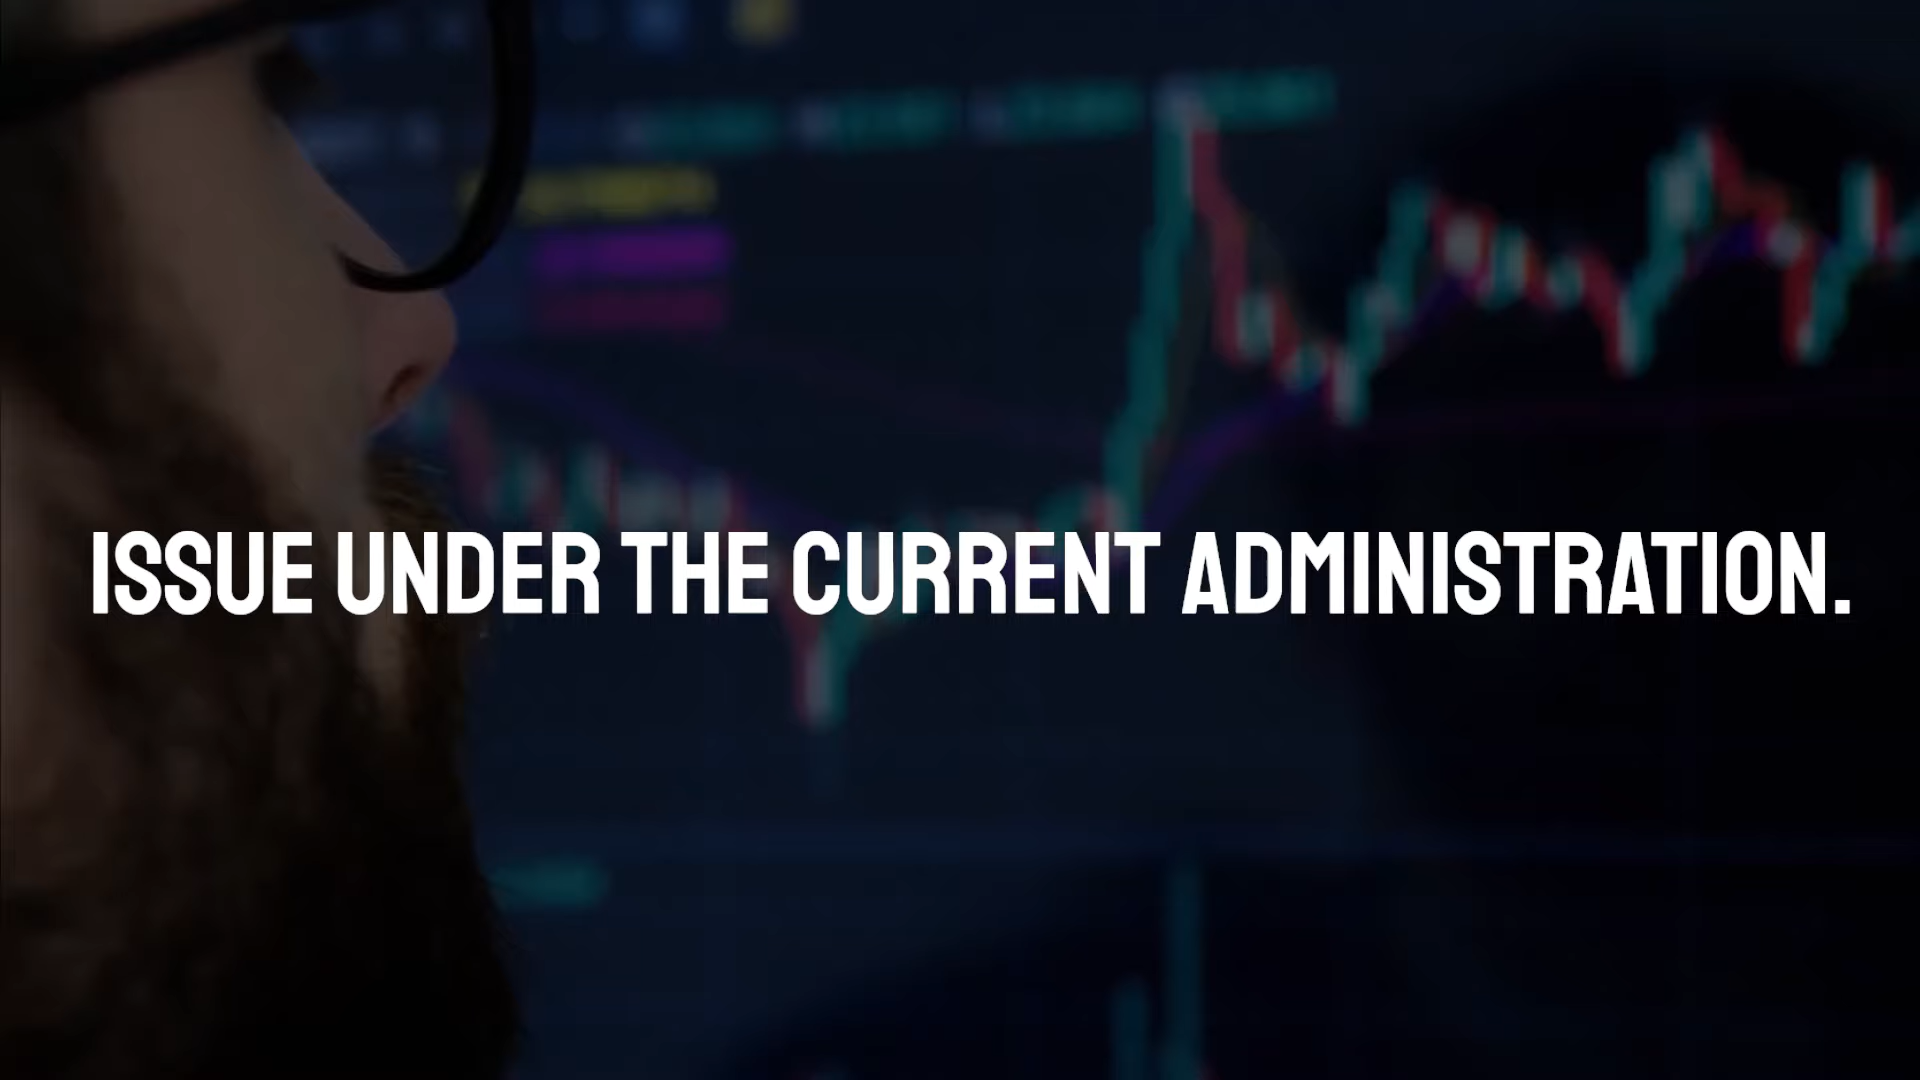 ISSUE UNDER THE CURRENT ADMINISTRATION.